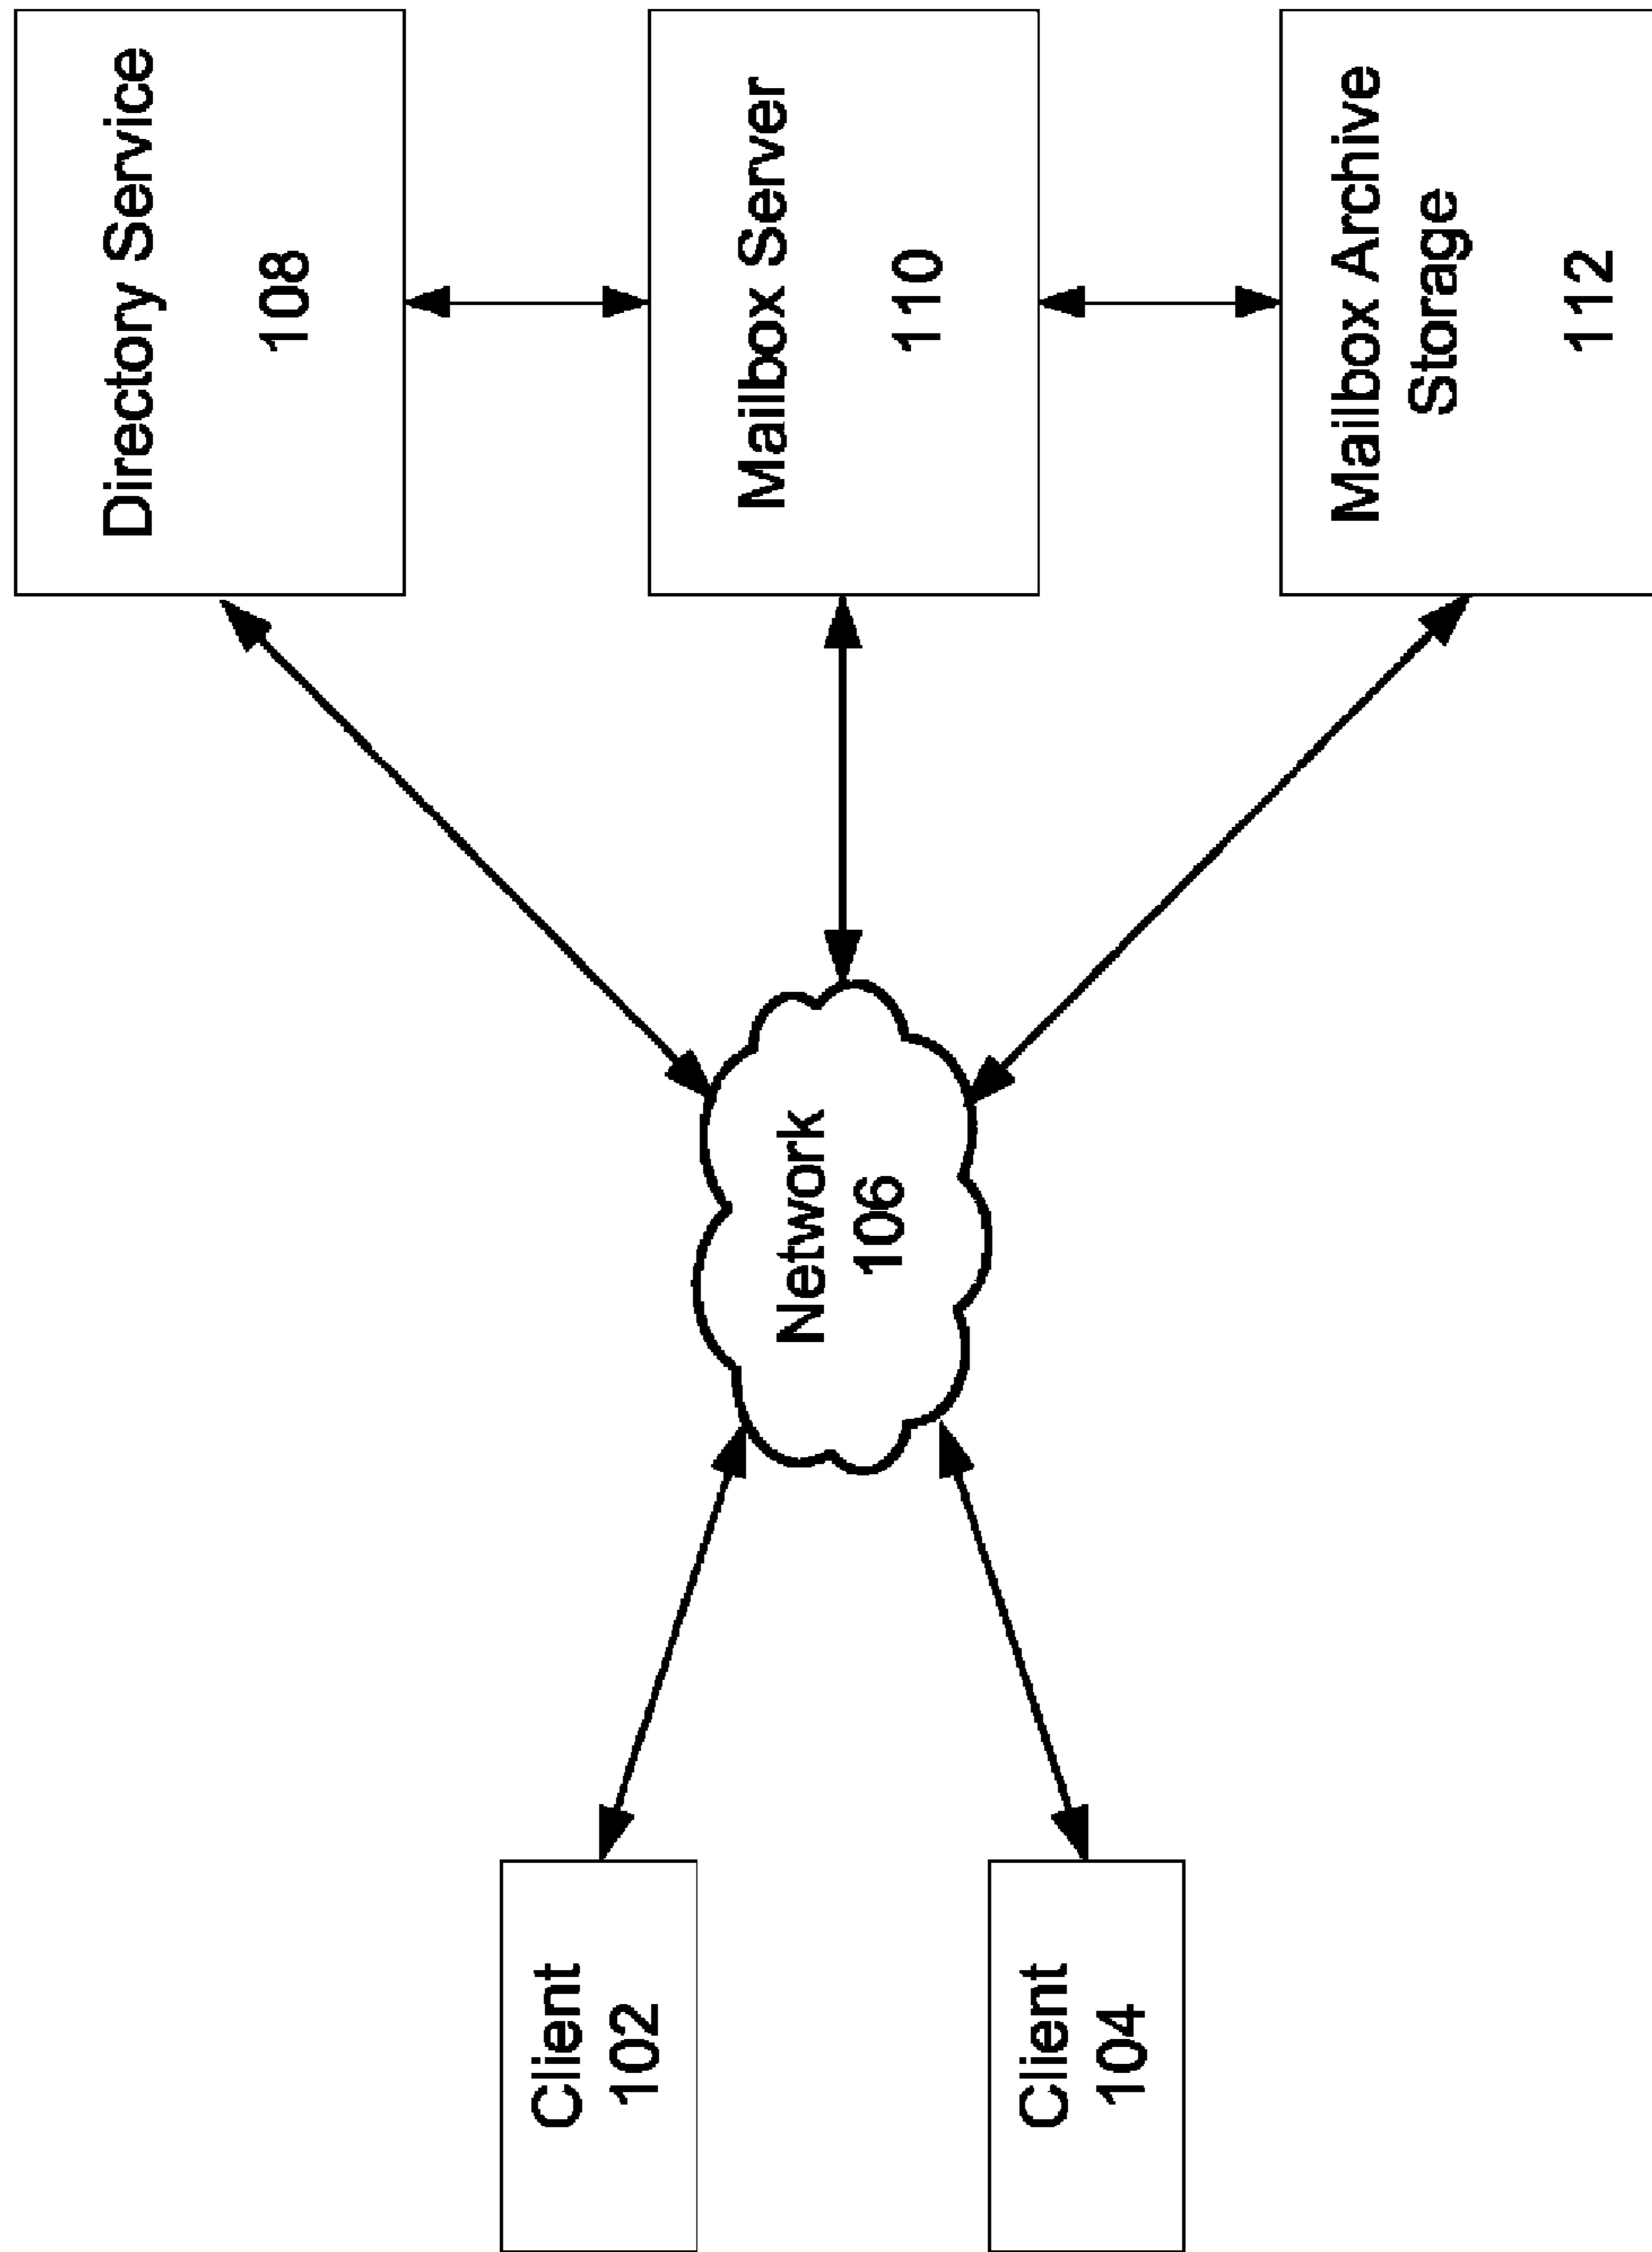 Directory Service
108
Mailbox Server
110
Mailbox Archive
Storage
112
Network
106
Client
102
Client
104